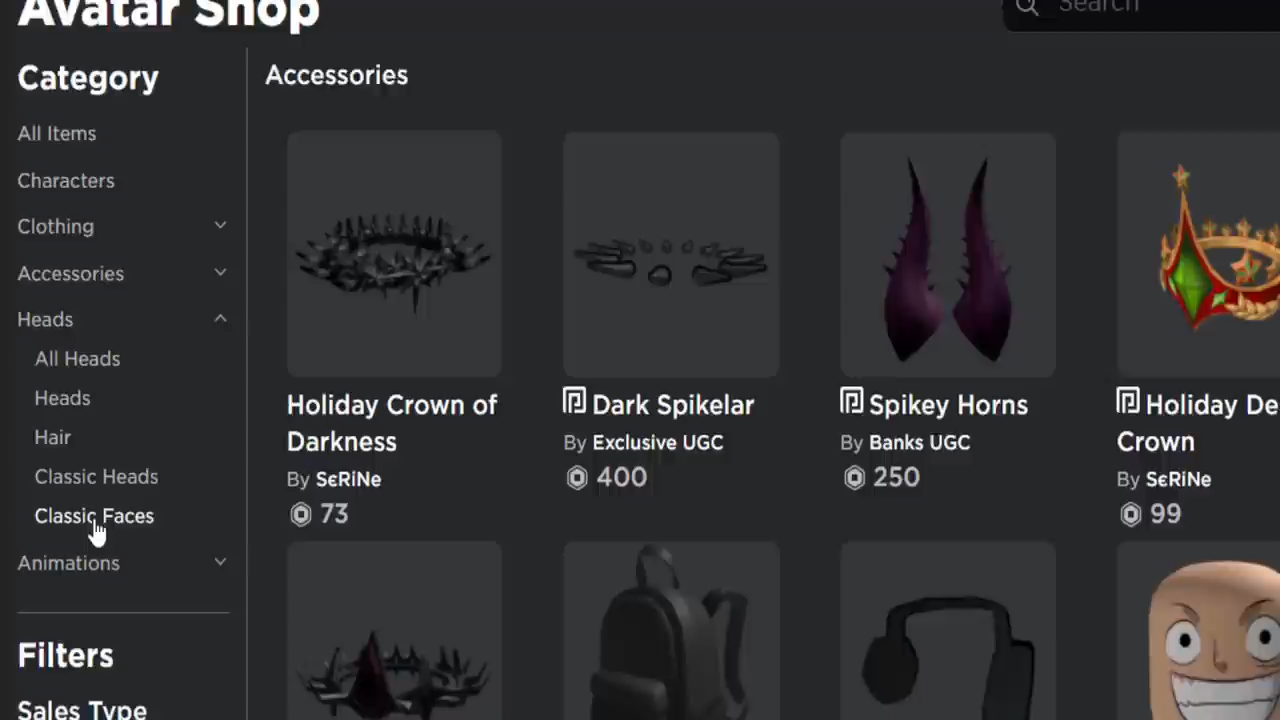 Avatar Shop
Search
Category
All Items
Characters
Clothing
Accessories
Heads
All Heads
Heads
Hair
Classic Heads
Classic Faces
Animations
Filters
Sales Type
Accessories
Holiday Crown of
Darkness
By SєRiNe
73
Dark Spikelar
By Exclusive UGC
400
Spikey Horns
By Banks UGC
250
Holiday De
Crown
By SєRiNe
99